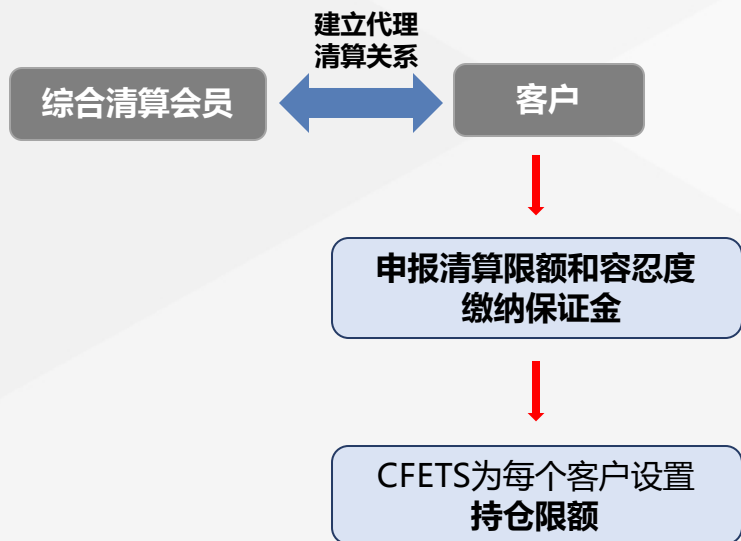 建立代理
清算关系
综合清算会员
客户
申报清算限额和容忍度
缴纳保证金
CFETS为每个客户设置
持仓限额